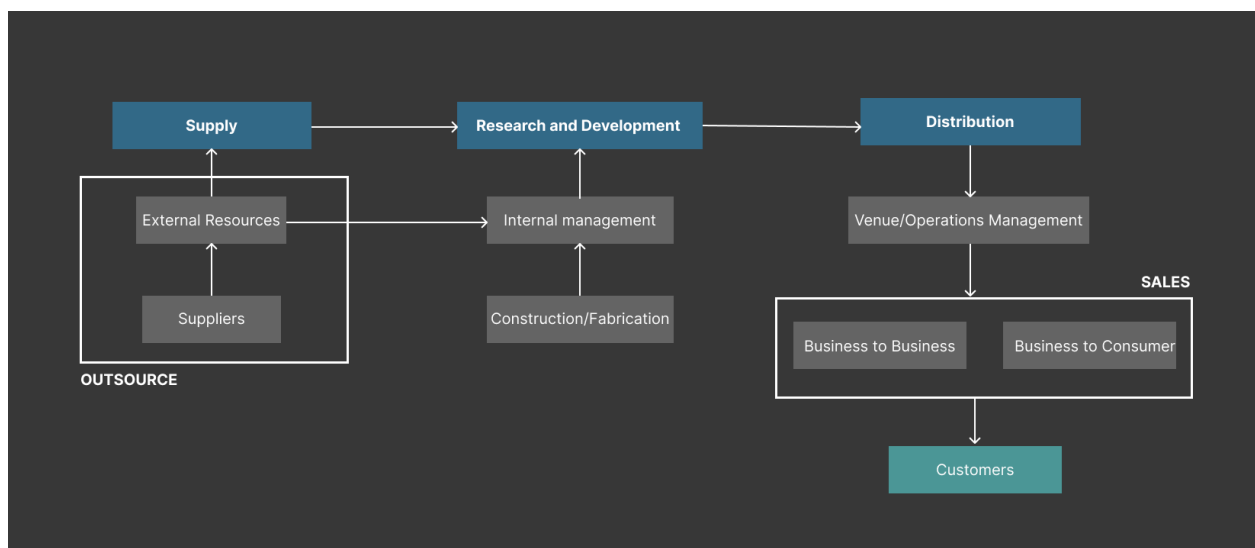 Supply
Research and Development
Distribution
External Resources
Internal management
Venue/Operations Management
SALES
Suppliers
Construction/Fabrication
Business to Business
Business to Consumer
OUTSOURCE
Customers